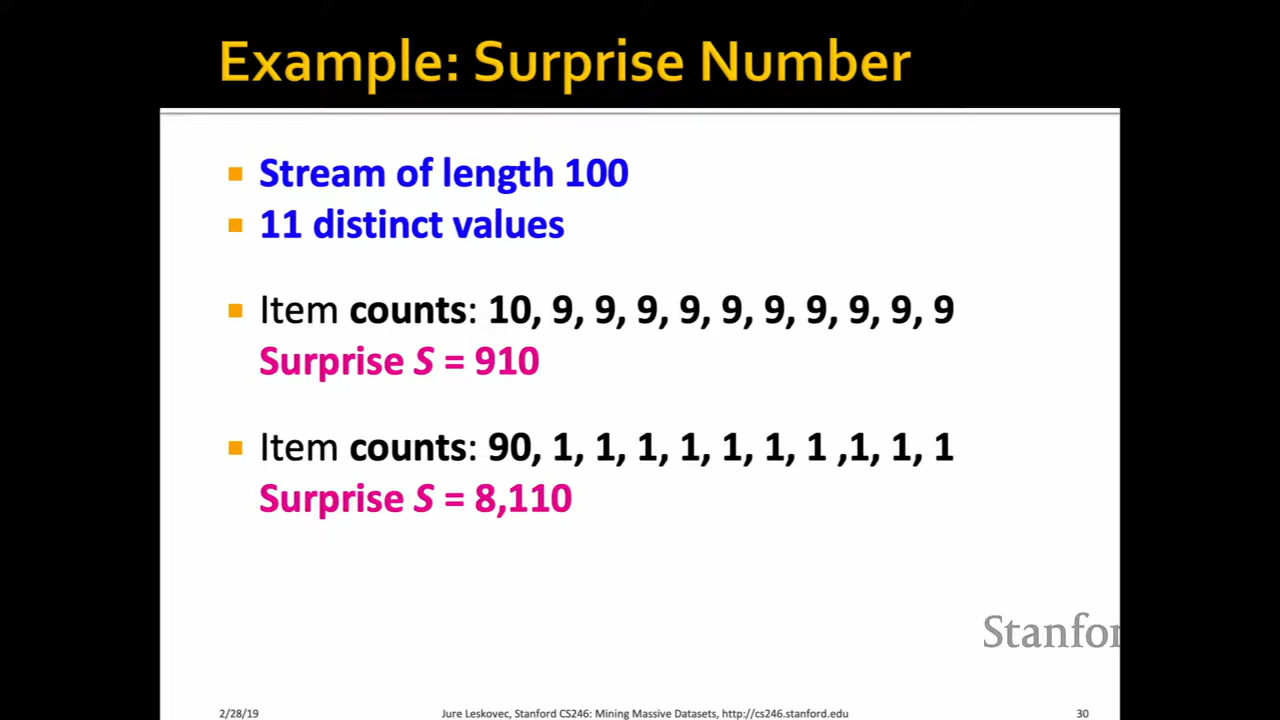 Example: Surprise Number
Stream of length 100
11 distinct values
Item counts: 10, 9, 9, 9, 9, 9, 9, 9, 9, 9, 9
Surprise S = 910
Item counts: 90, 1, 1, 1, 1, 1, 1, 1 ,1, 1, 1
Surprise S = 8,110
Stanfor
2/28/19 Jure Leskovec, Stanford CS246: Mining Massive Datasets, http://cs246.stanford.edu 30